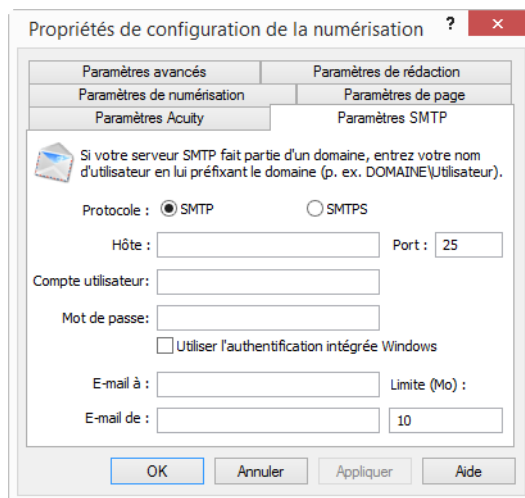 Propriétés de configuration de la numérisation ? ×
Paramètres avancés Paramètres de rédaction
Paramètres de numérisation Paramètres de page
Paramètres Acuity Paramètres SMTP
Si votre serveur SMTP fait partie d'un domaine, entrez votre nom
d'utilisateur en lui préfixant le domaine (p. ex. DOMAINE\Utilisateur).
Protocole : SMTP SMTPS
Hôte : Port : 25
Compte utilisateur:
Mot de passe:
Utiliser l'authentification intégrée Windows
E-mail à : Limite (Mo) :
E-mail de : 10
OK Annuler Appliquer Aide